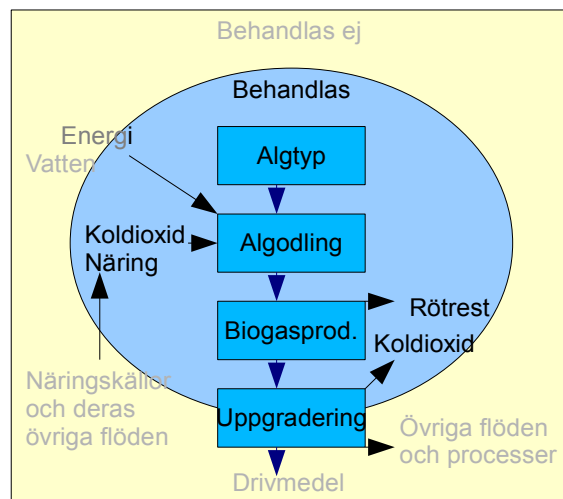 Behandlas ej
Behandlas
Energi
Vatten
Algtyp
Koldioxid
Näring
Algodling
Biogasprod.
Rötrest
Koldioxid
Näringskällor
och deras
övriga flöden
Uppgradering
Övriga flöden
och processer
Drivmedel